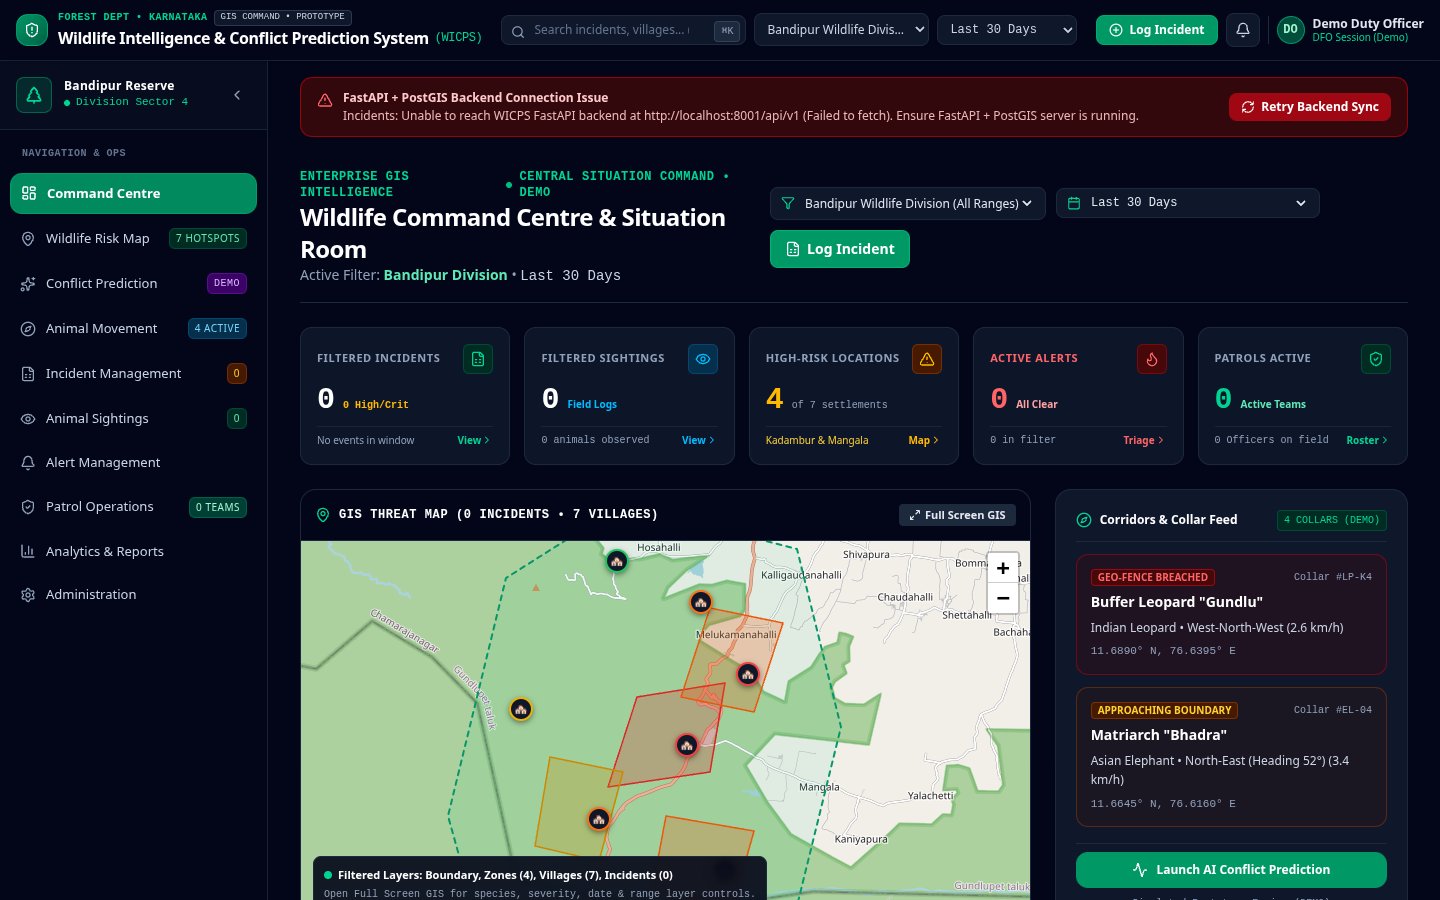 FOREST DEPT • KARNATAKA GIS COMMAND • PROTOTYPE
Wildlife Intelligence & Conflict Prediction System (WICPS)
Search incidents, villages...
⌘K
Bandipur Wildlife Divis...
Last 30 Days
Log Incident
DO
Demo Duty Officer
DFO Session (Demo)
Bandipur Reserve
Division Sector 4
NAVIGATION & OPS
Command Centre
Wildlife Risk Map 7 HOTSPOTS
Conflict Prediction DEMO
Animal Movement 4 ACTIVE
Incident Management 0
Animal Sightings 0
Alert Management
Patrol Operations 0 TEAMS
Analytics & Reports
Administration
FastAPI + PostGIS Backend Connection Issue
Incidents: Unable to reach WICPS FastAPI backend at http://localhost:8001/api/v1 (Failed to fetch). Ensure FastAPI + PostGIS server is running.
Retry Backend Sync
ENTERPRISE GIS
INTELLIGENCE
CENTRAL SITUATION COMMAND •
DEMO
Wildlife Command Centre & Situation
Room
Active Filter: Bandipur Division • Last 30 Days
Bandipur Wildlife Division (All Ranges)
Last 30 Days
Log Incident
FILTERED INCIDENTS
0 0 High/Crit
No events in window View
FILTERED SIGHTINGS
0 Field Logs
0 animals observed View
HIGH-RISK LOCATIONS
4 of 7 settlements
Kadambur & Mangala Map
ACTIVE ALERTS
0 All Clear
0 in filter Triage
PATROLS ACTIVE
0 Active Teams
0 Officers on field Roster
GIS THREAT MAP (0 INCIDENTS • 7 VILLAGES)
Full Screen GIS
Hosahalli
Shivapura
Kalligaudanahalli
Chaudahalli
Shettahalli
Chamarajanagar
Melukamanahalli
Mangala
Yalachetti
Kaniyapura
Gundlupet taluk
+
−
Filtered Layers: Boundary, Zones (4), Villages (7), Incidents (0)
Open Full Screen GIS for species, severity, date & range layer controls.
Corridors & Collar Feed
4 COLLARS (DEMO)
GEO-FENCE BREACHED Collar #LP-K4
Buffer Leopard "Gundlu"
Indian Leopard • West-North-West (2.6 km/h)
11.6890° N, 76.6395° E
APPROACHING BOUNDARY Collar #EL-04
Matriarch "Bhadra"
Asian Elephant • North-East (Heading 52°) (3.4
km/h)
11.6645° N, 76.6160° E
Launch AI Conflict Prediction